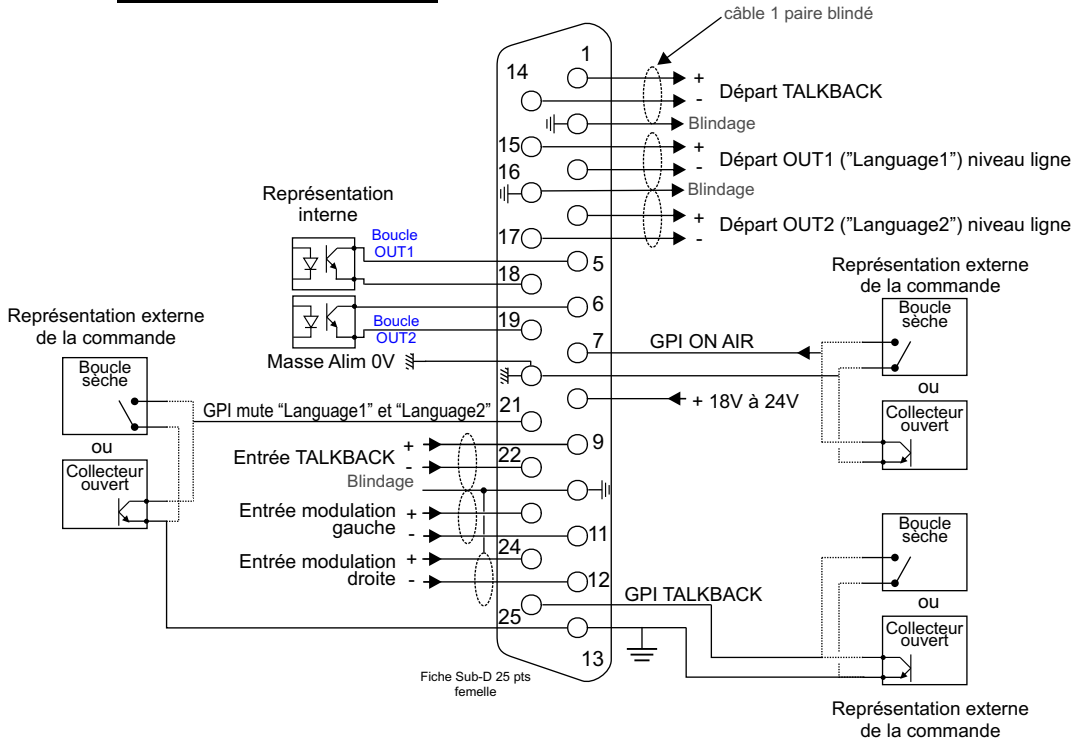 câble 1 paire blindé
1
14
+
-
Départ TALKBACK
Blindage
15
+
-
Départ OUT1 ("Language1") niveau ligne
16
Blindage
+
-
Départ OUT2 ("Language2") niveau ligne
17
Représentation
interne
Boucle
OUT1
5
18
6
Boucle
OUT2
19
7
GPI ON AIR
Masse Alim 0V
+ 18V à 24V
Représentation externe
de la commande
Boucle
sèche
ou
Collecteur
ouvert
Représentation externe
de la commande
Boucle
sèche
ou
Collecteur
ouvert
GPI mute "Language1" et "Language2"
21
Entrée TALKBACK
+
-
9
22
Blindage
Entrée modulation
gauche
+
-
11
24
Entrée modulation
droite
+
-
12
GPI TALKBACK
25
13
Boucle
sèche
ou
Collecteur
ouvert
Représentation externe
de la commande
Fiche Sub-D 25 pts
femelle